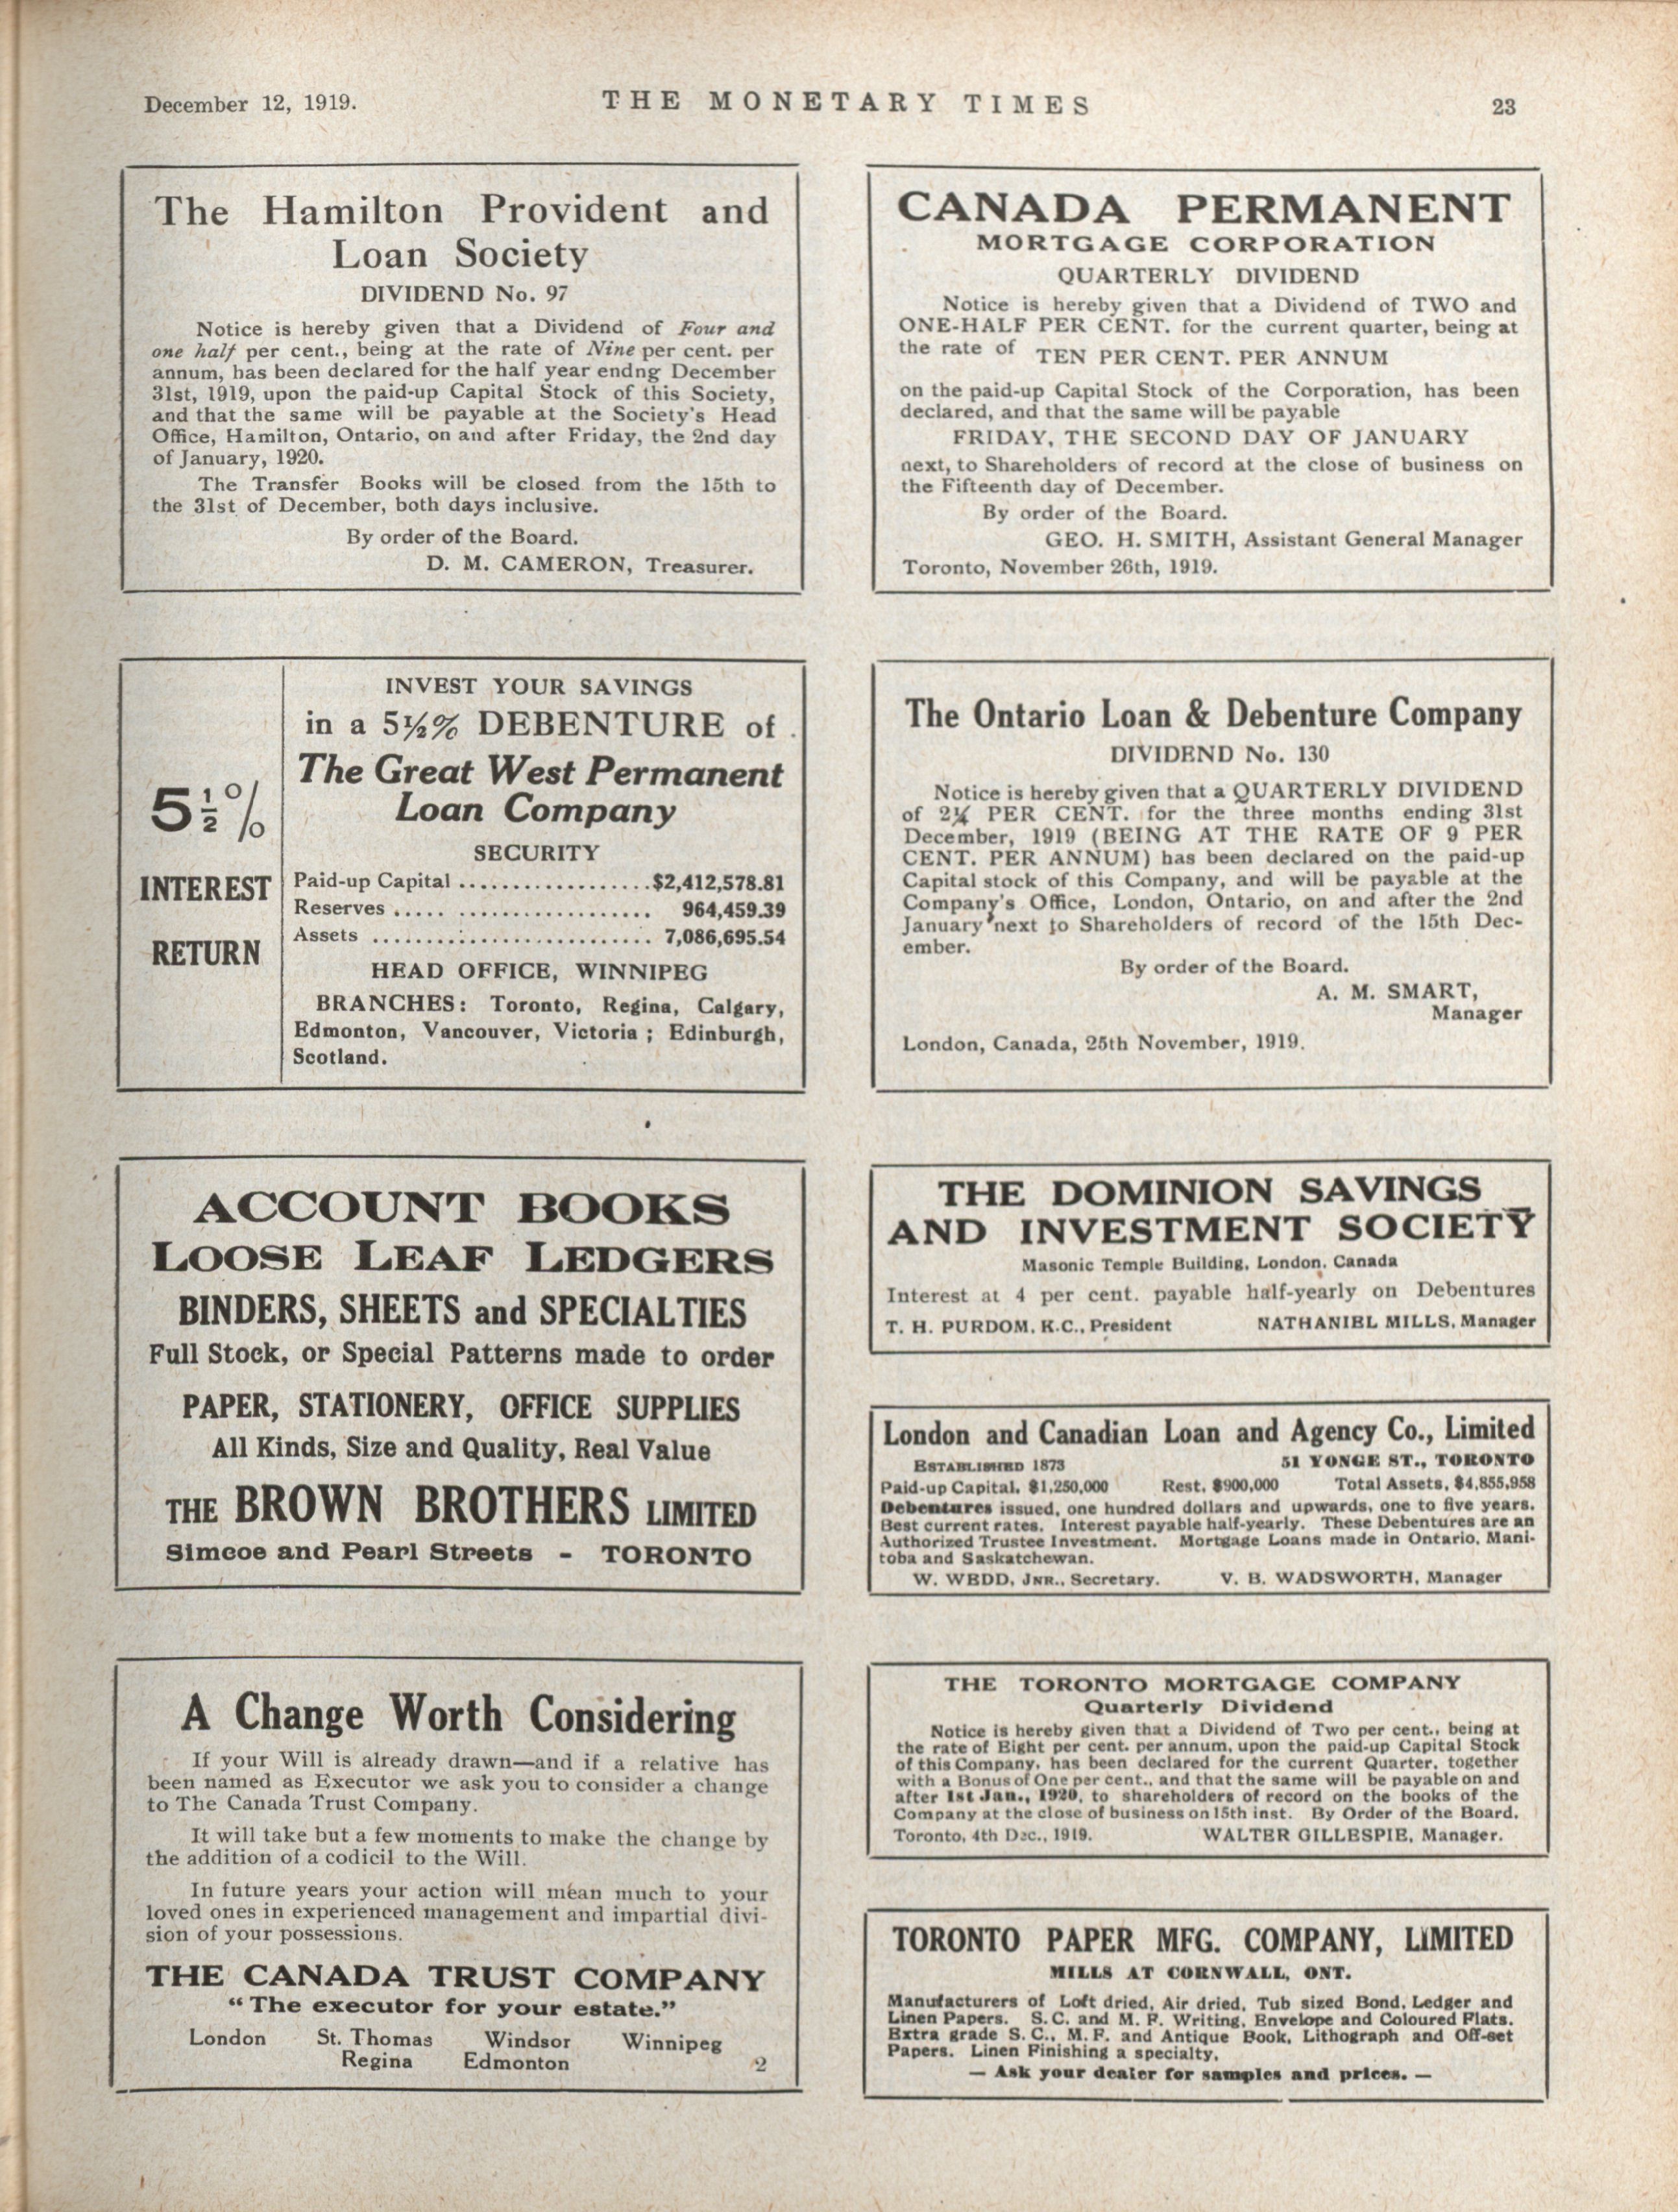 December 12, 1919.
THE MONETARY TIMES
23
The Hamilton Provident and
Loan Society
DIVIDEND No. 97
Notice is hereby given that a Dividend of Four and
one half per cent., being at the rate of Nine per cent. per
annum, has been declared for the half year endng December
31st, 1919, upon the paid-up Capital Stock of this Society,
and that the same will be payable at the Society's Head
Office, Hamilton, Ontario, on and after Friday, the 2nd day
of January, 1920.
The Transfer Books will be closed from the 15th to
the 31st of December, both days inclusive.
By order of the Board.
D. M. CAMERON, Treasurer.
CANADA PERMANENT
MORTGAGE CORPORATION
QUARTERLY DIVIDEND
Notice is hereby given that a Dividend of TWO and
ONE-HALF PER CENT. for the current quarter, being at
the rate of
TEN PER CENT. PER ANNUM
on the paid-up Capital Stock of the Corporation, has been
declared, and that the same will be payable
FRIDAY, THE SECOND DAY OF JANUARY
next, to Shareholders of record at the close of business on
the Fifteenth day of December.
By order of the Board.
GEO. H. SMITH, Assistant General Manager
Toronto, November 26th, 1919.
5½%
INTEREST
RETURN
INVEST YOUR SAVINGS
in a 5½% DEBENTURE of
The Great West Permanent
Loan Company
SECURITY
Paid-up Capital ..................$2,412,578.81
Reserves ..... .................. 964,459.39
Assets .......................... 7,086,695.54
HEAD OFFICE, WINNIPEG
BRANCHES: Toronto, Regina, Calgary,
Edmonton, Vancouver, Victoria; Edinburgh,
Scotland.
The Ontario Loan & Debenture Company
DIVIDEND No. 130
Notice is hereby given that a QUARTERLY DIVIDEND
of 2¼ PER CENT. for the three months ending 31st
December, 1919 (BEING AT THE RATE OF 9 PER
CENT. PER ANNUM) has been declared on the paid-up
Capital stock of this Company, and will be payable at the
Company's Office, London, Ontario, on and after the 2nd
January next to Shareholders of record of the 15th Dec-
ember.
By order of the Board.
A. M. SMART,
Manager
London, Canada, 25th November, 1919.
ACCOUNT BOOKS
LOOSE LEAF LEDGERS
BINDERS, SHEETS and SPECIALTIES
Full Stock, or Special Patterns made to order
PAPER, STATIONERY, OFFICE SUPPLIES
All Kinds, Size and Quality, Real Value
THE BROWN BROTHERS LIMITED
Simcoe and Pearl Streets - TORONTO
THE DOMINION SAVINGS
AND INVESTMENT SOCIETY
Masonic Temple Building, London, Canada
Interest at 4 per cent. payable half-yearly on Debentures
T. H. PURDOM, K.C., President NATHANIEL MILLS, Manager
London and Canadian Loan and Agency Co., Limited
ESTABLISHED 1873 51 YONGE ST., TORONTO
Paid-up Capital, $1,250,000 Rest, $900,000 Total Assets, $4,855,958
Debentures issued, one hundred dollars and upwards, one to five years.
Best current rates. Interest payable half-yearly. These Debentures are an
Authorized Trustee Investment. Mortgage Loans made in Ontario, Mani-
toba and Saskatchewan.
W. WEDD, JNR., Secretary. V. B. WADSWORTH, Manager
A Change Worth Considering
If your Will is already drawn—and if a relative has
been named as Executor we ask you to consider a change
to The Canada Trust Company.
It will take but a few moments to make the change by
the addition of a codicil to the Will.
In future years your action will mean much to your
loved ones in experienced management and impartial divi-
sion of your possessions.
THE CANADA TRUST COMPANY
"The executor for your estate."
London St. Thomas Windsor Winnipeg
Regina Edmonton 2
THE TORONTO MORTGAGE COMPANY
Quarterly Dividend
Notice is hereby given that a Dividend of Two per cent., being at
the rate of Eight per cent. per annum, upon the paid-up Capital Stock
of this Company, has been declared for the current Quarter, together
with a Bonus of One per cent., and that the same will be payable on and
after 1st Jan., 1920, to shareholders of record on the books of the
Company at the close of business on 15th inst. By Order of the Board.
Toronto, 4th Dec., 1919. WALTER GILLESPIE, Manager.
TORONTO PAPER MFG. COMPANY, LIMITED
MILLS AT CORNWALL, ONT.
Manufacturers of Loft dried, Air dried, Tub sized Bond, Ledger and
Linen Papers. S. C. and M. F. Writing, Envelope and Coloured Flats.
Extra grade S. C., M. F. and Antique Book, Lithograph and Off-set
Papers. Linen Finishing a specialty.
— Ask your dealer for samples and prices. —